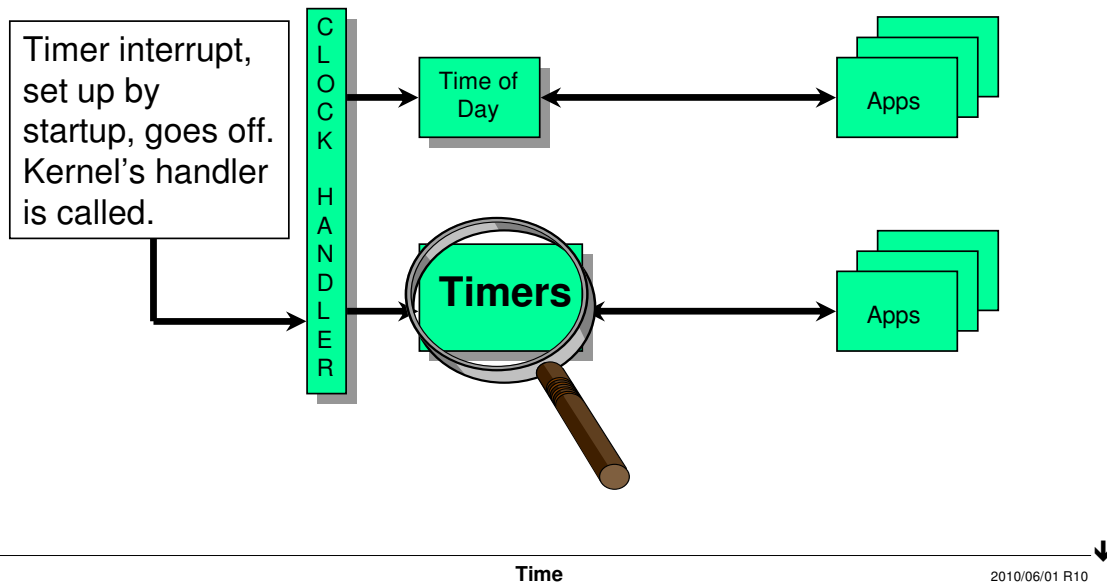 Timer interrupt,
set up by
startup, goes off.
Kernel's handler
is called.
C
L
O
C
K
H
A
N
D
L
E
R
Time of
Day
Apps
Timers
Apps
Time
2010/06/01 R10